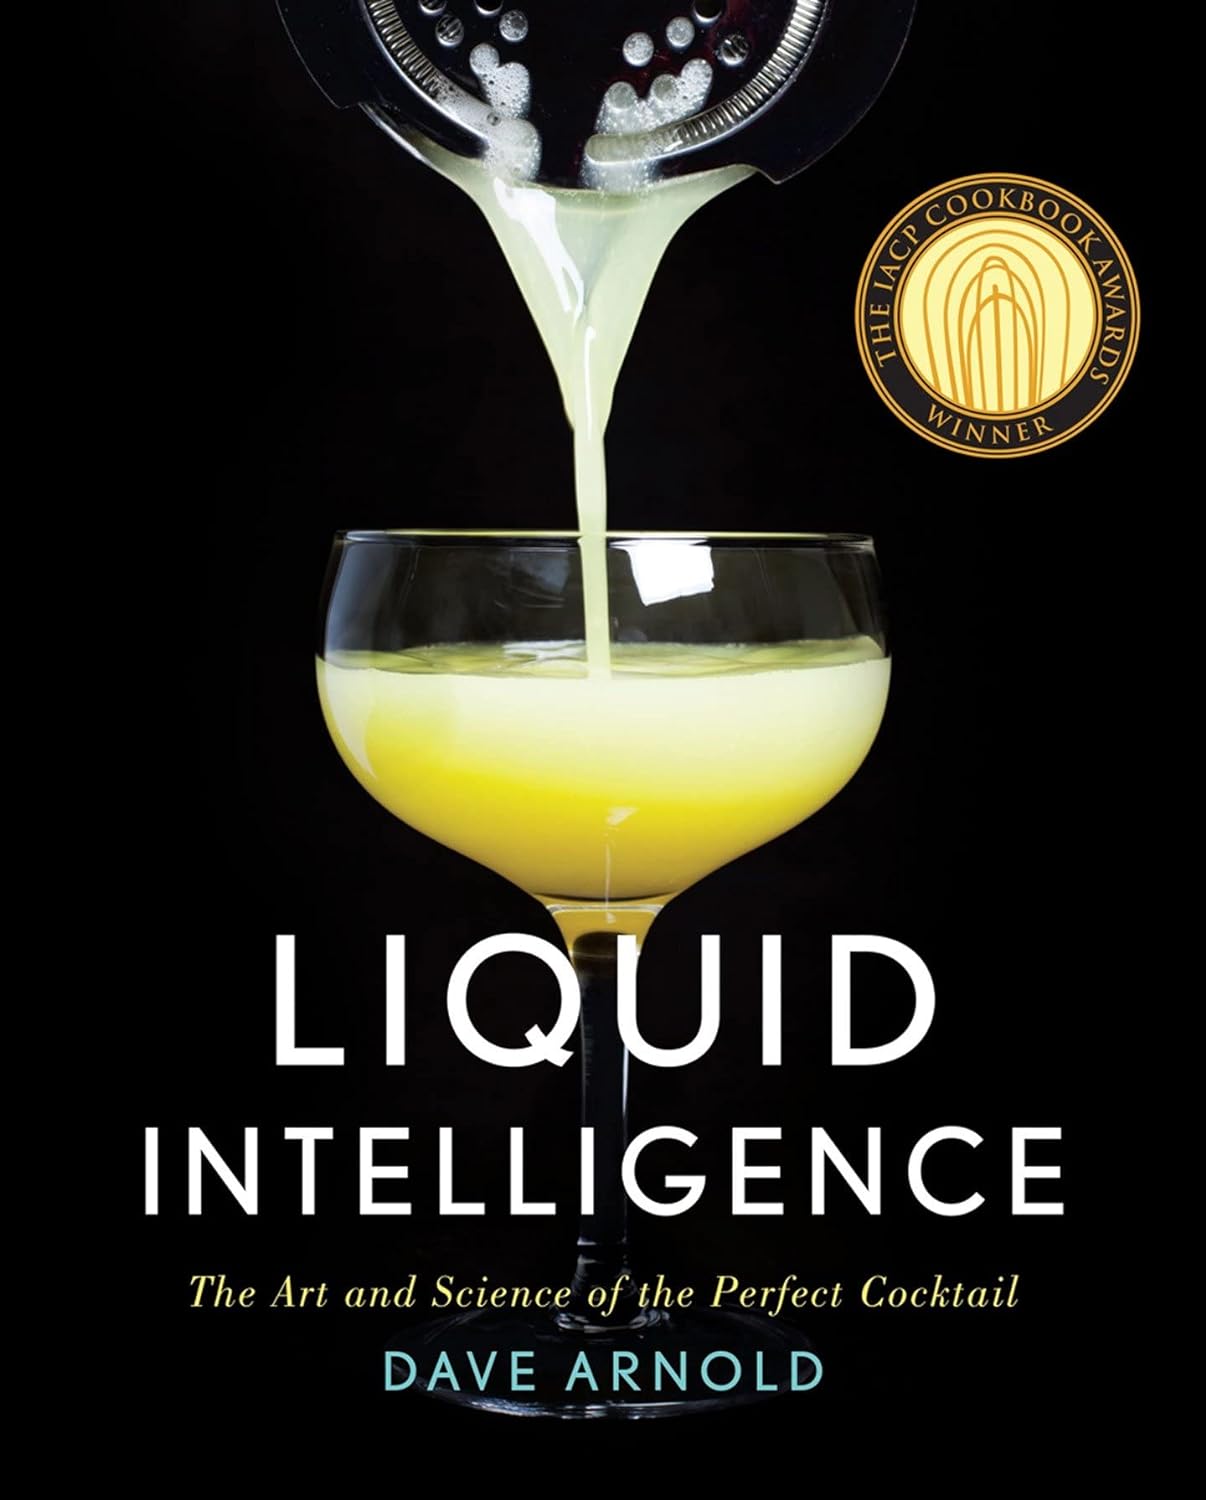 THE IACP COOKBOOK AWARDS
WINNER
LIQUID
INTELLIGENCE
The Art and Science of the Perfect Cocktail
DAVE ARNOLD